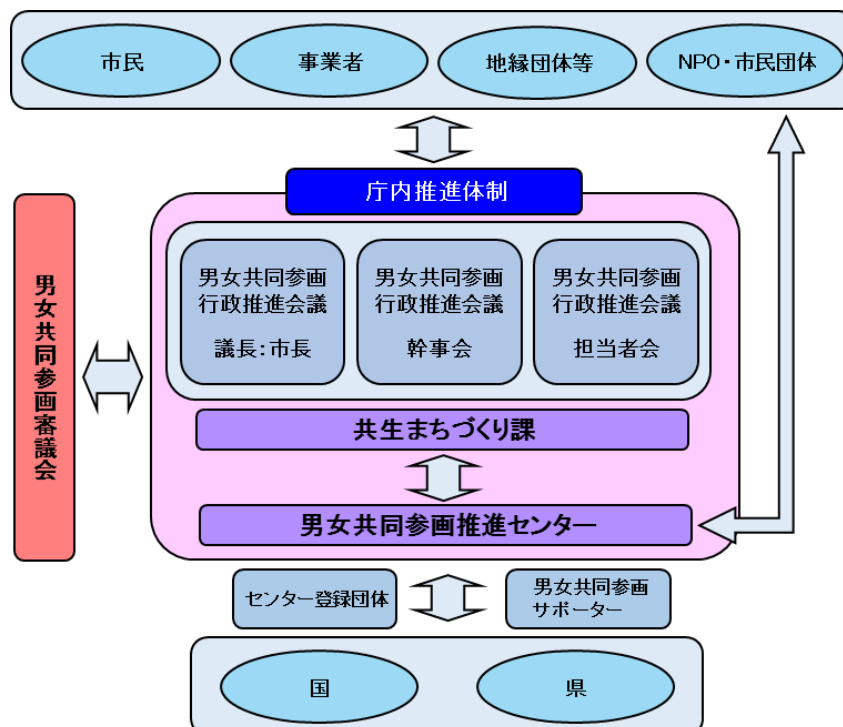 市民
事業者
地縁団体等
NPO・市民団体
庁内推進体制
男女共同参画審議会
男女共同参画
行政推進会議
議長：市長
男女共同参画
行政推進会議
幹事会
男女共同参画
行政推進会議
担当者会
共生まちづくり課
男女共同参画推進センター
センター登録団体
男女共同参画
サポーター
国
県